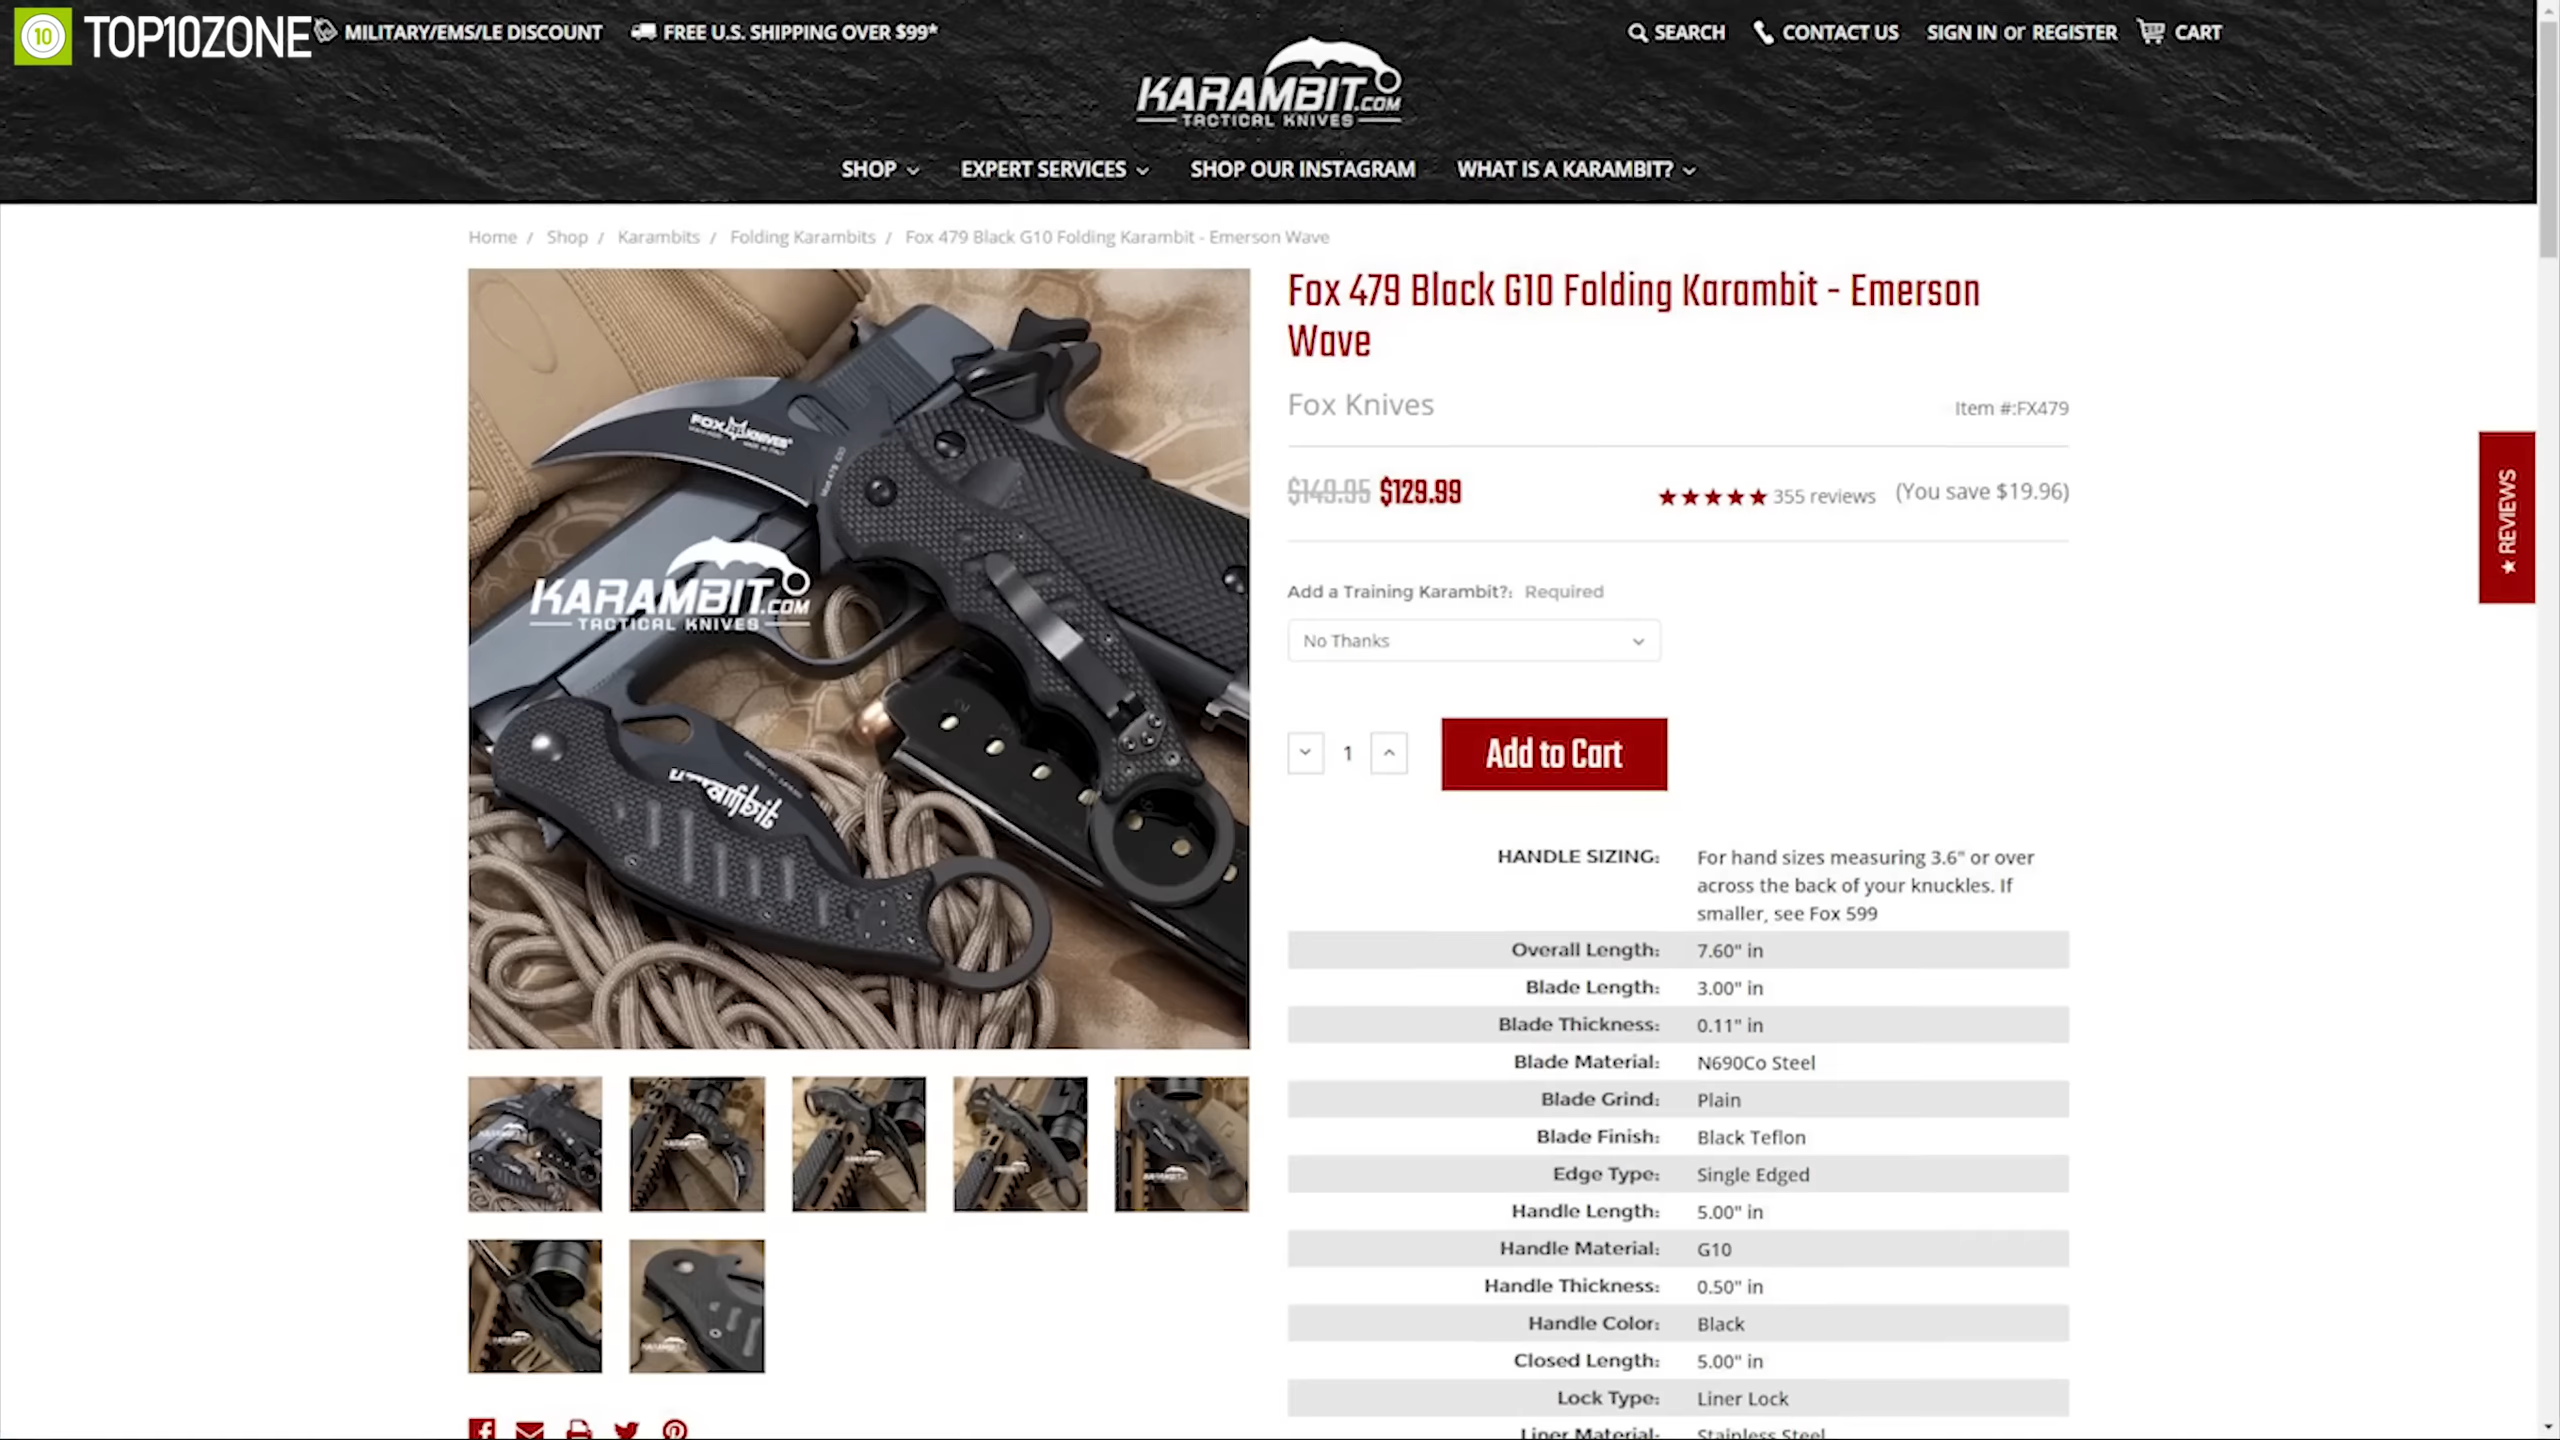 10 TOP10ZONE
MILITARY/EMS/LE DISCOUNT
FREE U.S. SHIPPING OVER $99*
SEARCH
CONTACT US
SIGN IN or REGISTER
CART
KARAMBIT.COM
TACTICAL KNIVES
SHOP
EXPERT SERVICES
SHOP OUR INSTAGRAM
WHAT IS A KARAMBIT?
Home / Shop / Karambits / Folding Karambits / Fox 479 Black G10 Folding Karambit - Emerson Wave
FOX KNIVES
KARAMBIT.COM
TACTICAL KNIVES
Fox 479 Black G10 Folding Karambit - Emerson
Wave
Fox Knives
Item #:FX479
$149.95 $129.99
355 reviews
(You save $19.96)
★ REVIEWS
Add a Training Karambit?: Required
No Thanks
1
Add to Cart
HANDLE SIZING: For hand sizes measuring 3.6" or over
across the back of your knuckles. If
smaller, see Fox 599
Overall Length: 7.60" in
Blade Length: 3.00" in
Blade Thickness: 0.11" in
Blade Material: N690Co Steel
Blade Grind: Plain
Blade Finish: Black Teflon
Edge Type: Single Edged
Handle Length: 5.00" in
Handle Material: G10
Handle Thickness: 0.50" in
Handle Color: Black
Closed Length: 5.00" in
Lock Type: Liner Lock
Liner Material: Stainless Steel